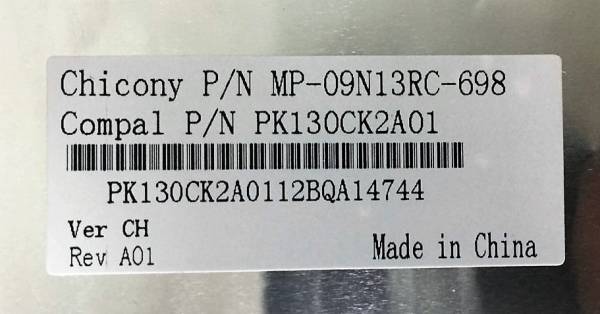 Chicony P/N MP-09N13RC-698
Compal P/N PK130CK2A01
PK130CK2A0112BQA14744
Ver CH
Rev A01
Made in China